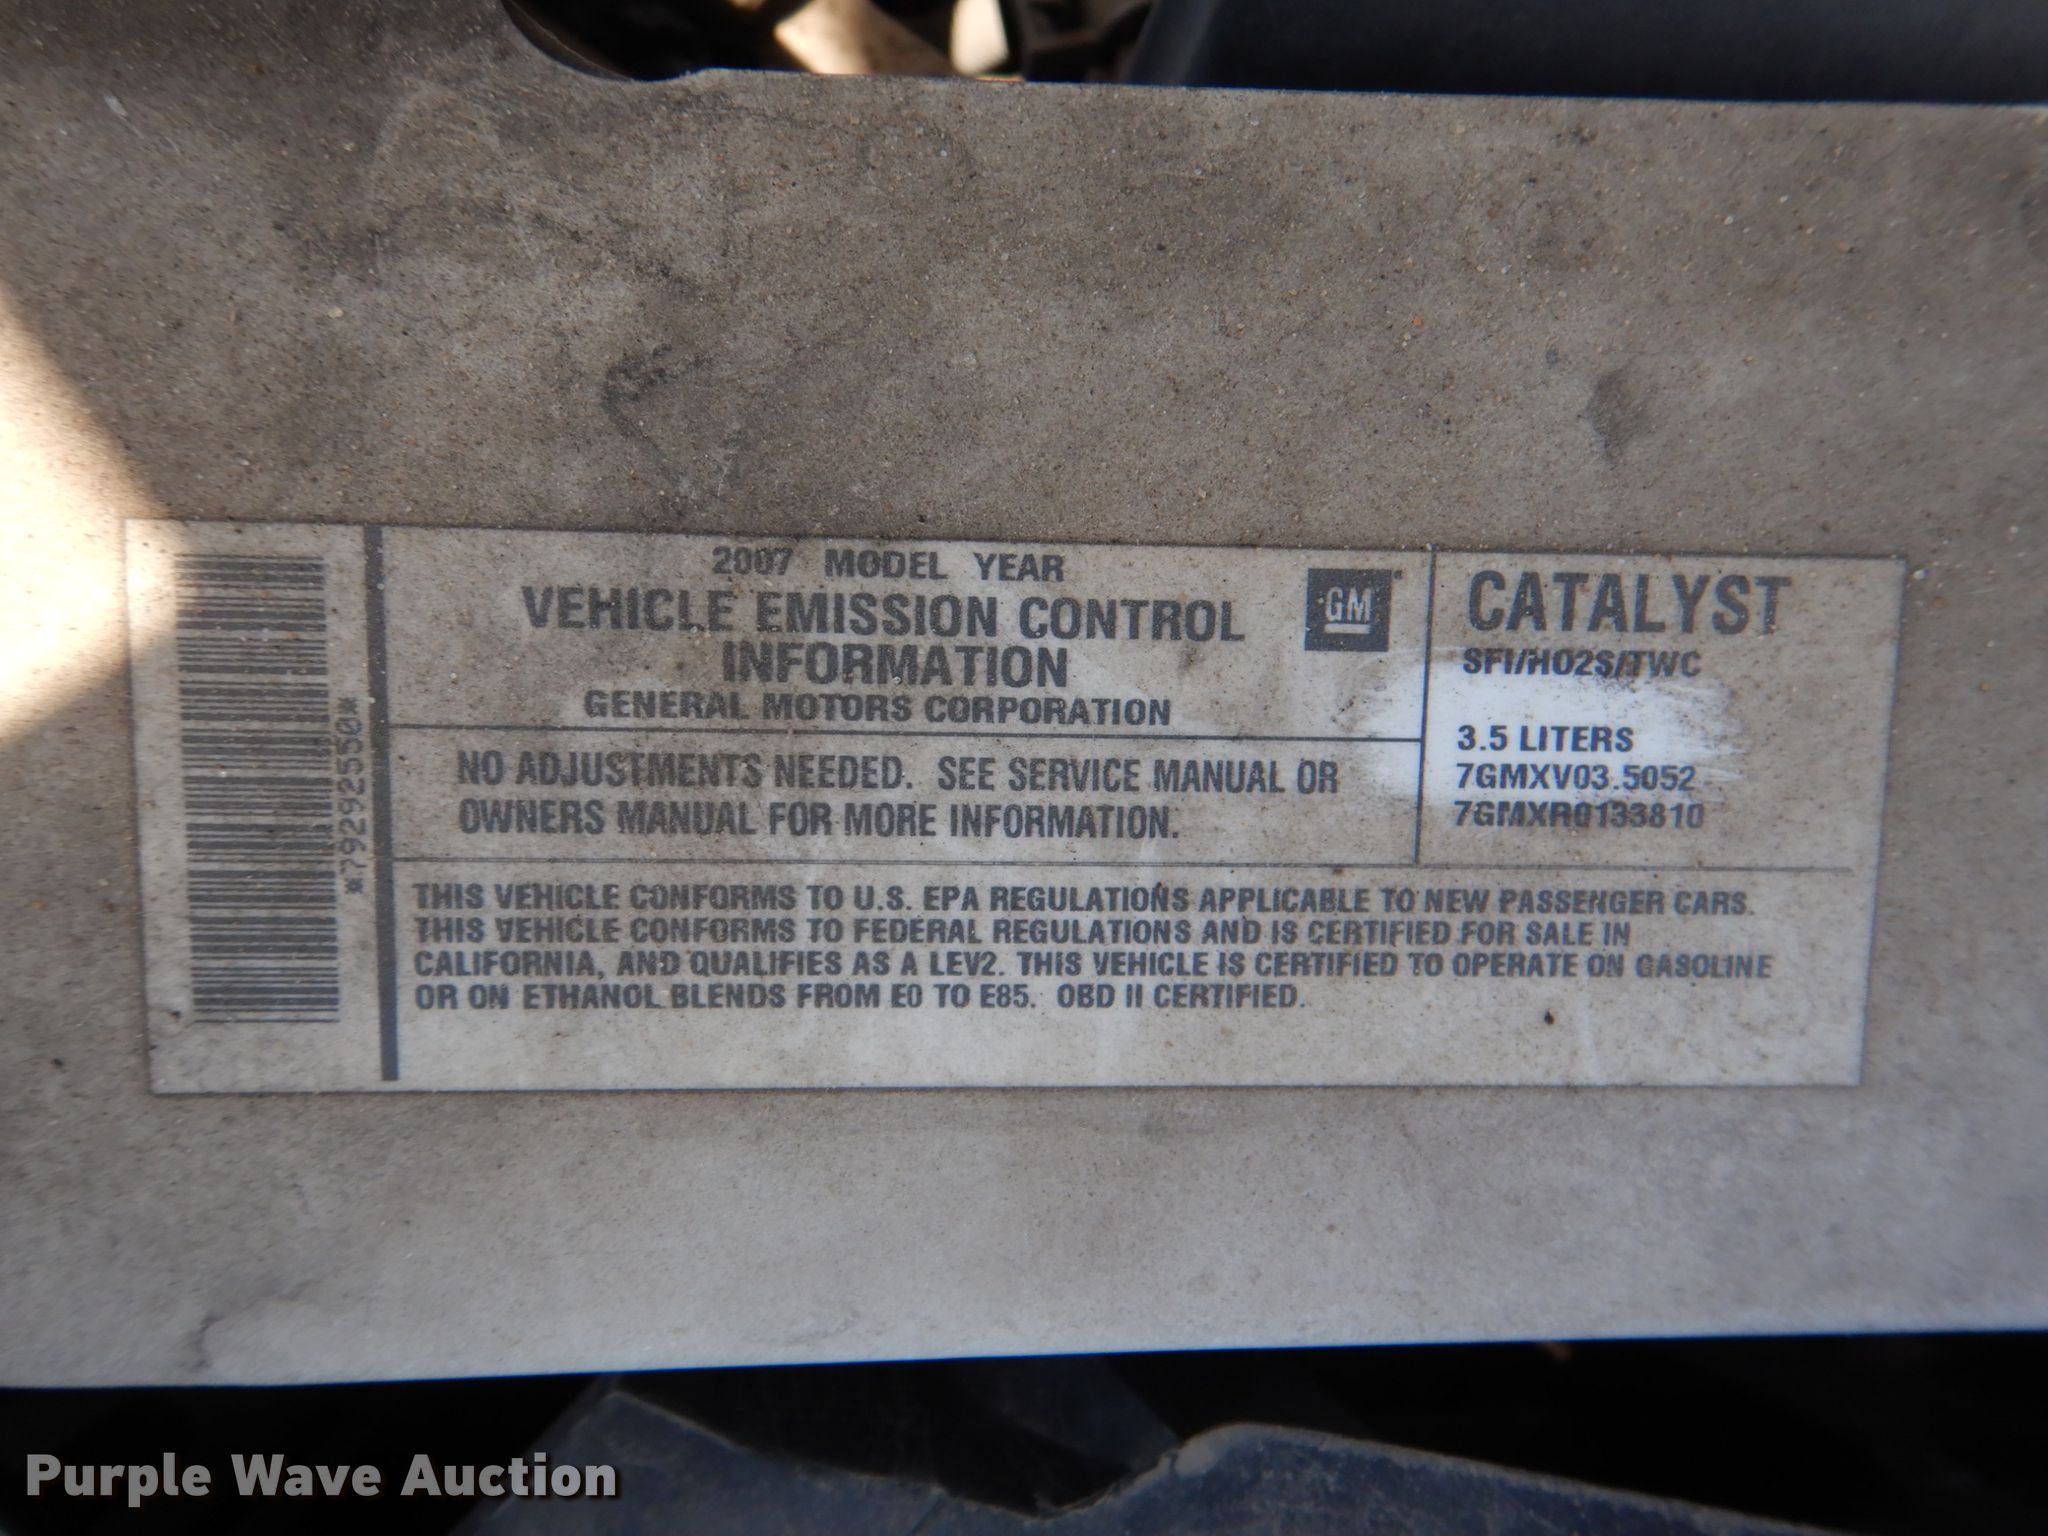 *79292550*
2007 MODEL YEAR
VEHICLE EMISSION CONTROL
INFORMATION
GENERAL MOTORS CORPORATION
GM
CATALYST
SFI/HO2S/TWC
3.5 LITERS
7GMXV03.5052
7GMXR0133810
NO ADJUSTMENTS NEEDED. SEE SERVICE MANUAL OR
OWNERS MANUAL FOR MORE INFORMATION.
THIS VEHICLE CONFORMS TO U.S. EPA REGULATIONS APPLICABLE TO NEW PASSENGER CARS.
THIS VEHICLE CONFORMS TO FEDERAL REGULATIONS AND IS CERTIFIED FOR SALE IN
CALIFORNIA, AND QUALIFIES AS A LEV2. THIS VEHICLE IS CERTIFIED TO OPERATE ON GASOLINE
OR ON ETHANOL BLENDS FROM E0 TO E85. OBD II CERTIFIED.
Purple Wave Auction